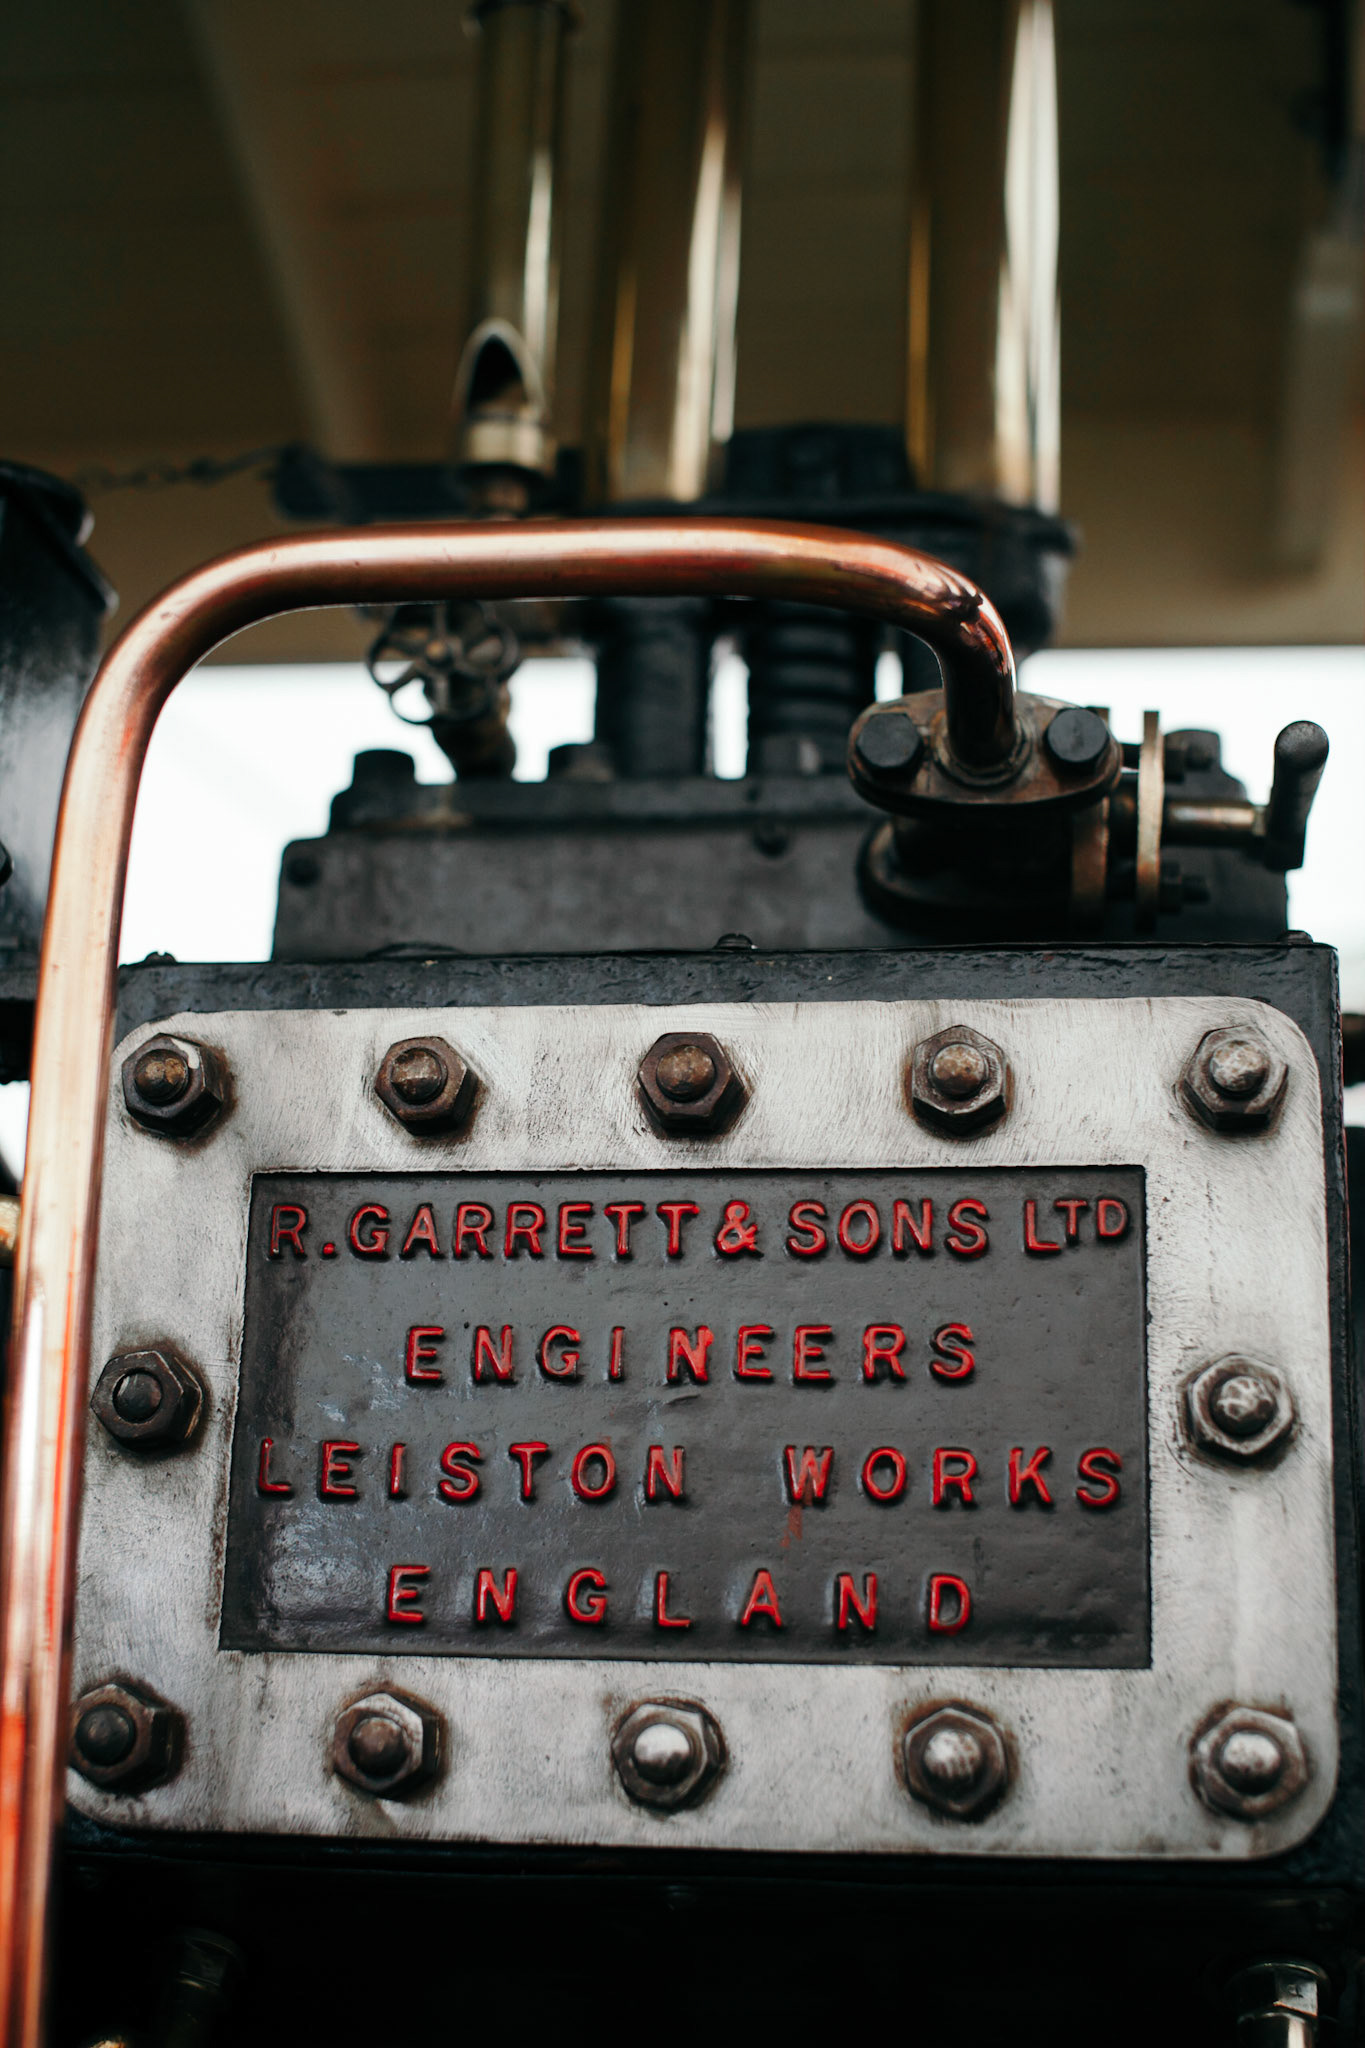 R.GARRETT & SONS LTD
ENGINEERS
LEISTON WORKS
ENGLAND